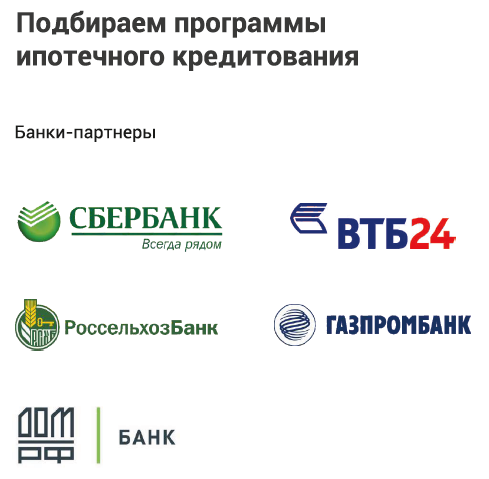 Подбираем программы
ипотечного кредитования
Банки-партнеры
СБЕРБАНК
Всегда рядом
ВТБ24
РоссельхозБанк
ГАЗПРОМБАНК
ДОМ
РФ
БАНК